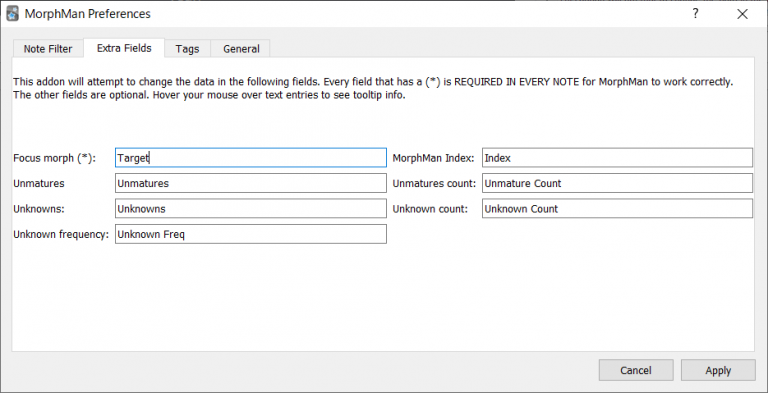 MorphMan Preferences
Note Filter Extra Fields Tags General
This addon will attempt to change the data in the following fields. Every field that has a (*) is REQUIRED IN EVERY NOTE for MorphMan to work correctly.
The other fields are optional. Hover your mouse over text entries to see tooltip info.
Focus morph (*): Target MorphMan Index: Index
Unmatures Unmatures Unmatures count: Unmature Count
Unknowns: Unknowns Unknown count: Unknown Count
Unknown frequency: Unknown Freq
Cancel Apply